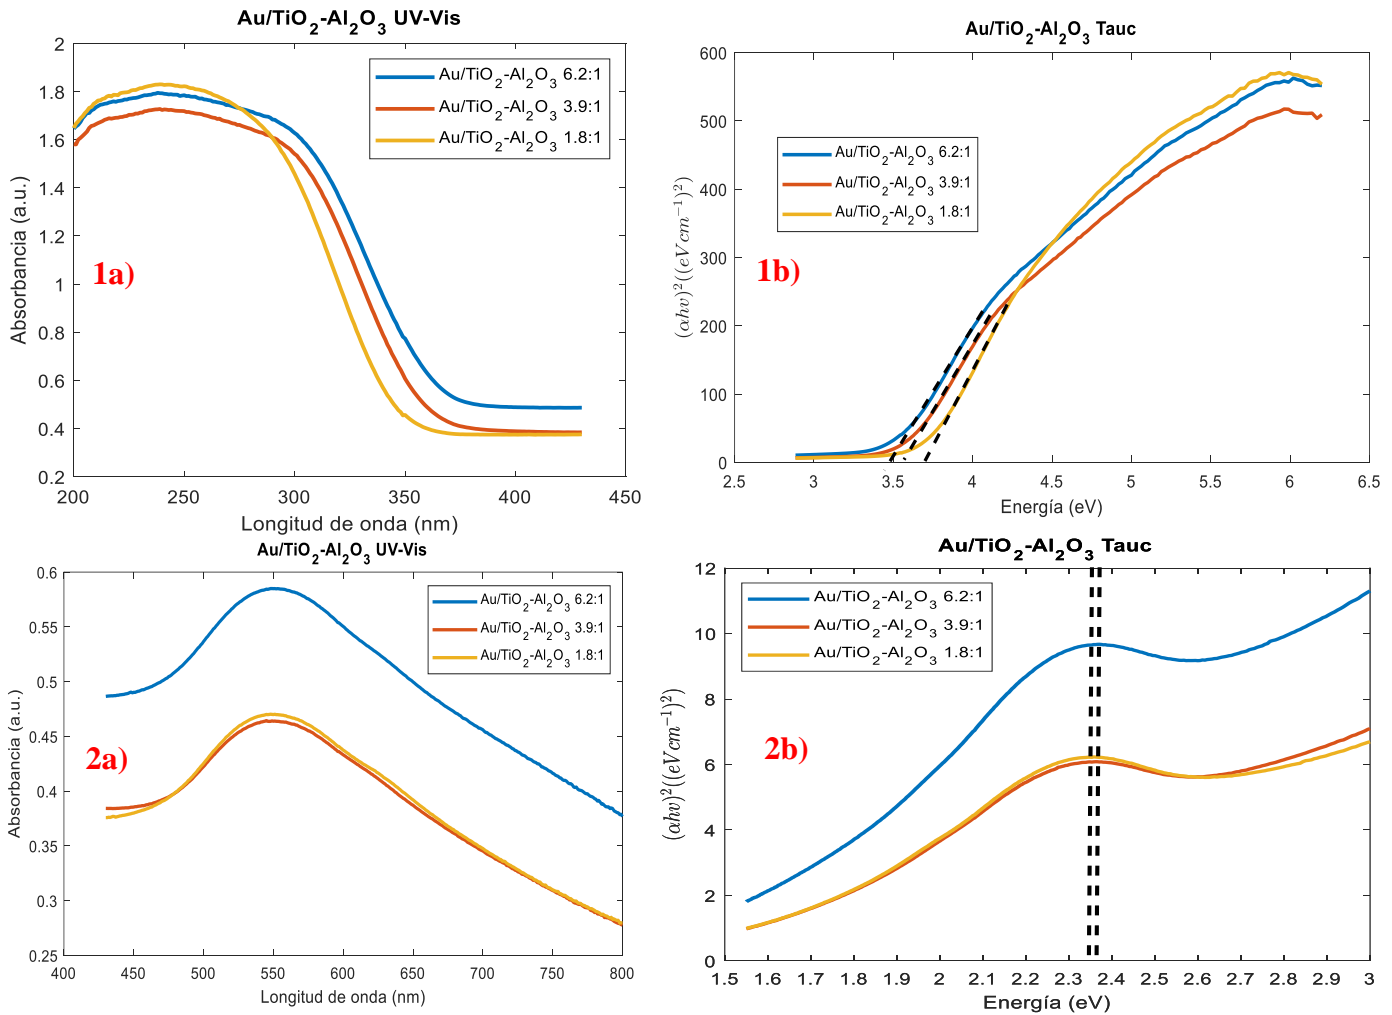 Au/TiO2-Al2O3 UV-Vis
2
1.8
1.6
1.4
1.2
1
0.8
0.6
0.4
0.2
Absorbancia (a.u.)
Au/TiO2-Al2O3 6.2:1
Au/TiO2-Al2O3 3.9:1
Au/TiO2-Al2O3 1.8:1
1a)
200 250 300 350 400 450
Longitud de onda (nm)
Au/TiO2-Al2O3 Tauc
600
500
400
300
200
100
0
(αhv)^2((eVcm^-1)^2)
Au/TiO2-Al2O3 6.2:1
Au/TiO2-Al2O3 3.9:1
Au/TiO2-Al2O3 1.8:1
1b)
2.5 3 3.5 4 4.5 5 5.5 6 6.5
Energía (eV)
Au/TiO2-Al2O3 UV-Vis
0.6
0.55
0.5
0.45
0.4
0.35
0.3
0.25
Absorbancia (a.u.)
Au/TiO2-Al2O3 6.2:1
Au/TiO2-Al2O3 3.9:1
Au/TiO2-Al2O3 1.8:1
2a)
400 450 500 550 600 650 700 750 800
Longitud de onda (nm)
Au/TiO2-Al2O3 Tauc
12
10
8
6
4
2
0
(αhv)^2((eVcm^-1)^2)
Au/TiO2-Al2O3 6.2:1
Au/TiO2-Al2O3 3.9:1
Au/TiO2-Al2O3 1.8:1
2b)
1.5 1.6 1.7 1.8 1.9 2 2.1 2.2 2.3 2.4 2.5 2.6 2.7 2.8 2.9 3
Energía (eV)